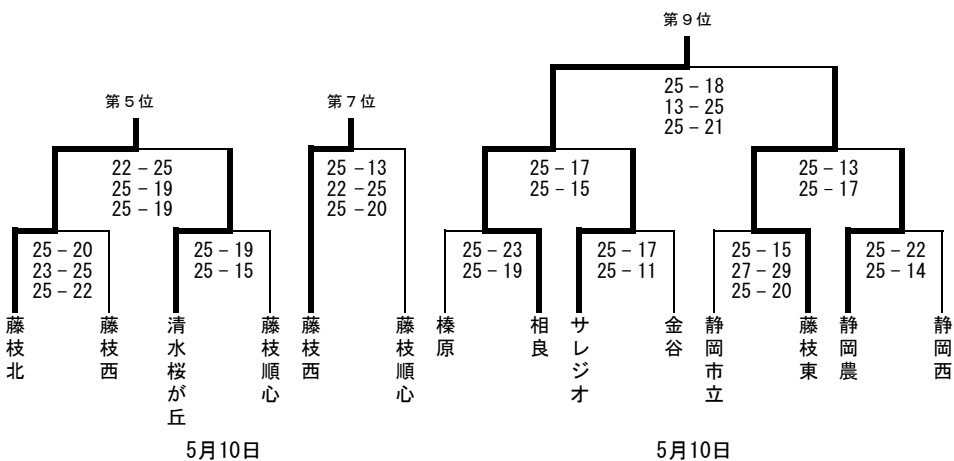 第９位
25 – 18
13 – 25
25 – 21
第５位
22 – 25
25 – 19
25 – 19
25 – 20
23 – 25
25 – 22
25 – 19
25 – 15
藤枝北
藤枝西
清水桜が丘
藤枝順心
第７位
25 – 13
22 – 25
25 – 20
藤枝西
藤枝順心
25 – 17
25 – 15
25 – 13
25 – 17
25 – 23
25 – 19
25 – 17
25 – 11
25 – 15
27 – 29
25 – 20
25 – 22
25 – 14
榛原
相良
サレジオ
金谷
静岡市立
藤枝東
静岡農
静岡西
5月10日
5月10日